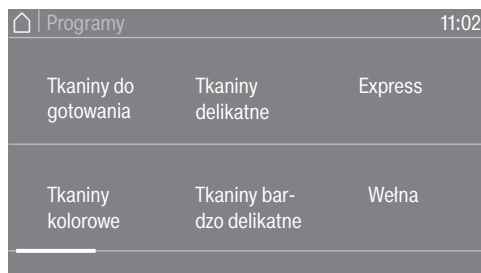 Programy 11:02
Tkaniny do Tkaniny Express
gotowania delikatne
Tkaniny Tkaniny bar- Wełna
kolorowe dzo delikatne